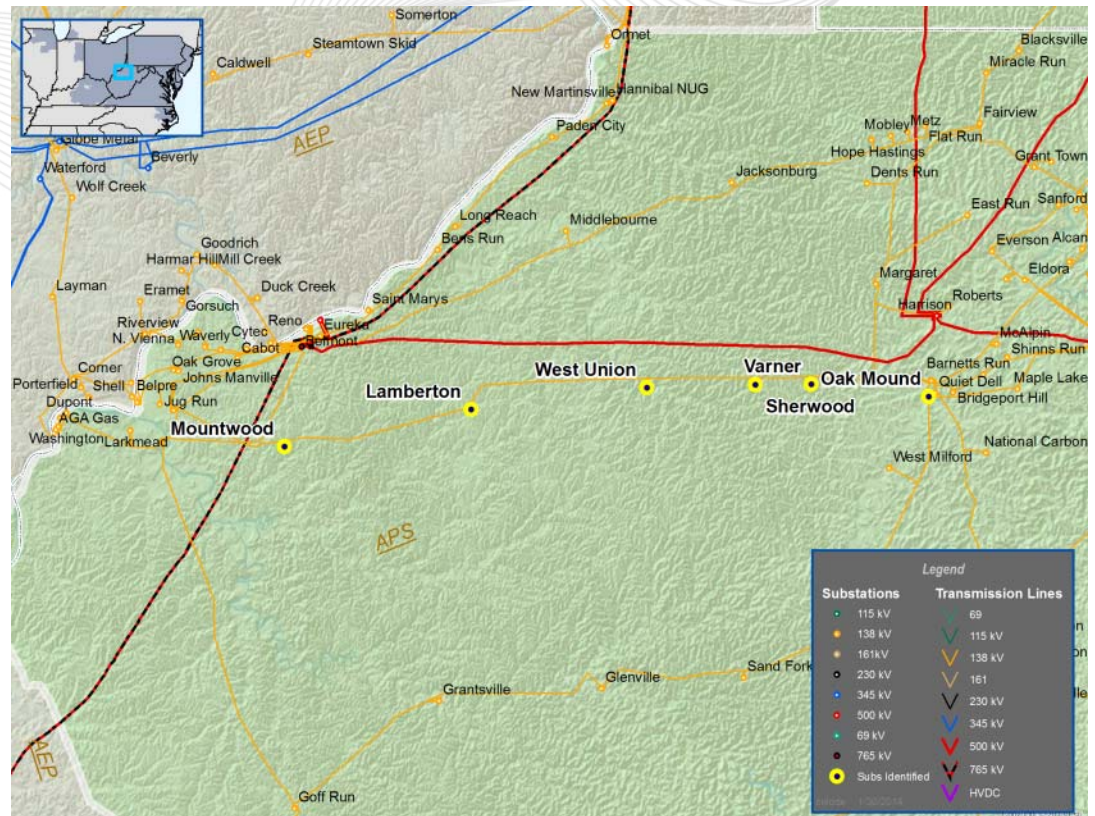 Somerton
Ormet
Steamtown Skid
Blacksville
Miracle Run
Caldwell
New Martinsville
Hannibal NUG
Fairview
AEP
Paden City
Mobley
Metz
Flat Run
Globe Metal
Beverly
Hope Hastings
Grant Town
Waterford
Dents Run
Wolf Creek
Jacksonburg
East Run
Sanford
Long Reach
Middlebourne
Bens Run
Everson
Alcan
Goodrich
Harmar Hill
Mill Creek
Eldora
Layman
Eramet
Duck Creek
Margaret
Gorsuch
Saint Marys
Harrison
Roberts
Riverview
Reno
Eureka
N. Vienna
Waverly
Cytec
Belmont
McAlpin
Cabot
Shinns Run
Oak Grove
Barnetts Run
Corner
Johns Manville
West Union
Varner
Oak Mound
Quiet Dell
Maple Lake
Porterfield
Shell
Belpre
Lamberton
Bridgeport Hill
Dupont
Jug Run
Sherwood
AGA Gas
Mountwood
Washington
Larkmead
National Carbon
West Milford
APS
Sand Fork
Glenville
Grantsville
AEP
Goff Run
Legend
Substations
115 kV
138 kV
161kV
230 kV
345 kV
500 kV
69 kV
765 kV
Subs Identified
Transmission Lines
69
115 kV
138 kV
161
230 kV
345 kV
500 kV
765 kV
HVDC